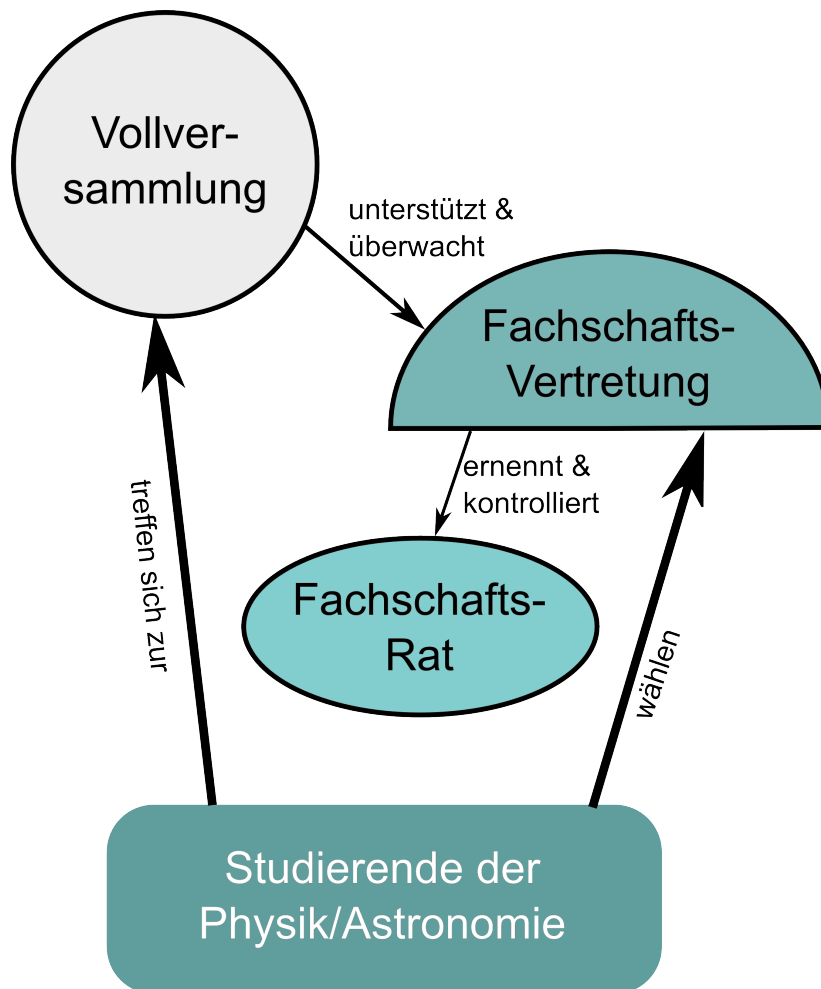 Vollver-
sammlung
unterstützt &
überwacht
Fachschafts-
Vertretung
ernennt &
kontrolliert
treffen sich zur
Fachschafts-
Rat
wählen
Studierende der
Physik/Astronomie